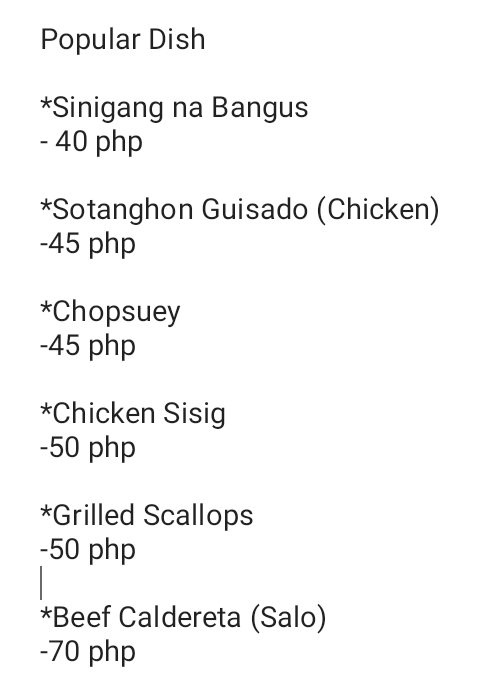 Popular Dish
*Sinigang na Bangus
- 40 php
*Sotanghon Guisado (Chicken)
-45 php
*Chopsuey
-45 php
*Chicken Sisig
-50 php
*Grilled Scallops
-50 php
*Beef Caldereta (Salo)
-70 php